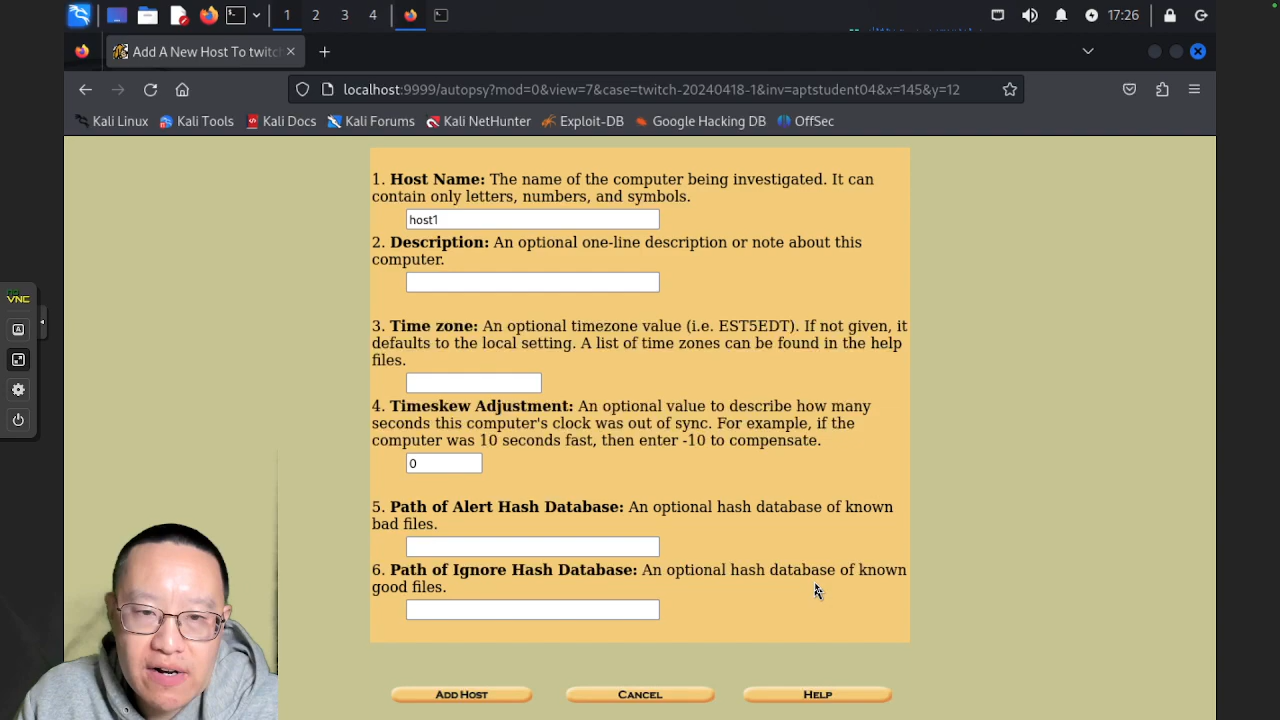 1 2 3 4 17:26
Add A New Host To twitc
localhost:9999/autopsy?mod=0&view=7&case=twitch-20240418-1&inv=aptstudent04&x=145&y=12
Kali Linux Kali Tools Kali Docs Kali Forums Kali NetHunter Exploit-DB Google Hacking DB OffSec
1. Host Name: The name of the computer being investigated. It can
contain only letters, numbers, and symbols.
host1
2. Description: An optional one-line description or note about this
computer.
3. Time zone: An optional timezone value (i.e. EST5EDT). If not given, it
defaults to the local setting. A list of time zones can be found in the help
files.
4. Timeskew Adjustment: An optional value to describe how many
seconds this computer's clock was out of sync. For example, if the
computer was 10 seconds fast, then enter -10 to compensate.
0
5. Path of Alert Hash Database: An optional hash database of known
bad files.
6. Path of Ignore Hash Database: An optional hash database of known
good files.
ADD HOST CANCEL HELP
no
VNC
A